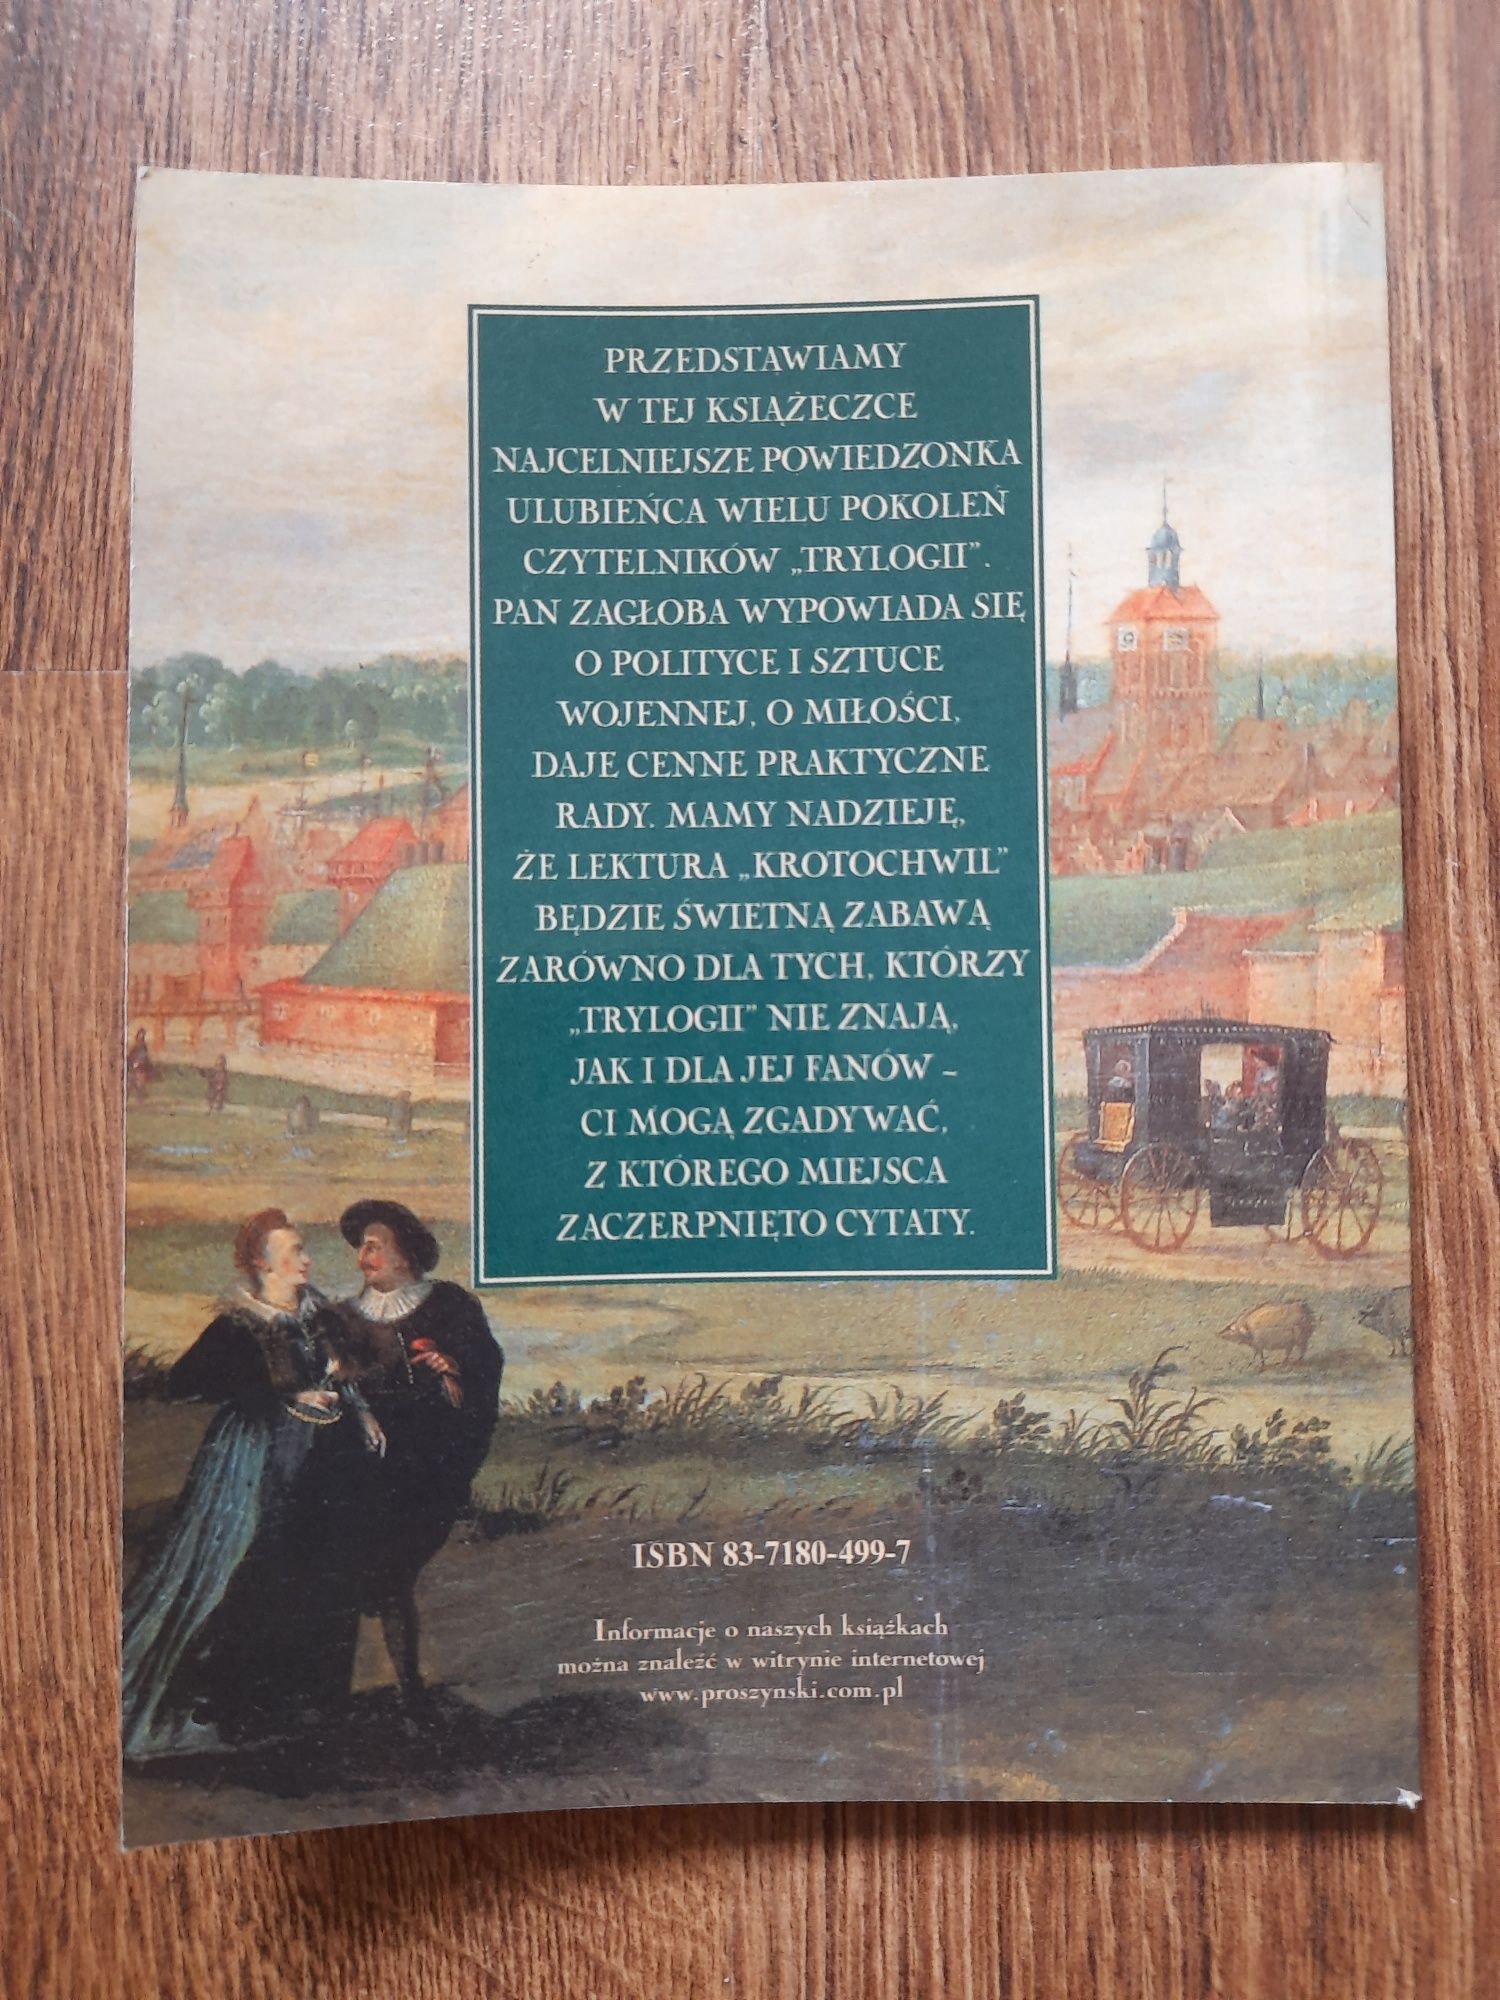 PRZEDSTAWIAMY
W TEJ KSIĄŻECZCE
NAJCELNIEJSZE POWIEDZONKA
ULUBIEŃCA WIELU POKOLEŃ
CZYTELNIKÓW „TRYLOGII”.
PAN ZAGŁOBA WYPOWIADA SIĘ
O POLITYCE I SZTUCE
WOJENNEJ, O MIŁOŚCI,
DAJE CENNE PRAKTYCZNE
RADY. MAMY NADZIEJĘ,
ŻE LEKTURA „KROTOCHWIL”
BĘDZIE ŚWIETNĄ ZABAWĄ
ZARÓWNO DLA TYCH, KTÓRZY
„TRYLOGII” NIE ZNAJĄ,
JAK I DLA JEJ FANÓW –
CI MOGĄ ZGADYWAĆ,
Z KTÓREGO MIEJSCA
ZACZERPNIĘTO CYTATY.
ISBN 83-7180-499-7
Informacje o naszych książkach
można znaleźć w witrynie internetowej
www.proszynski.com.pl